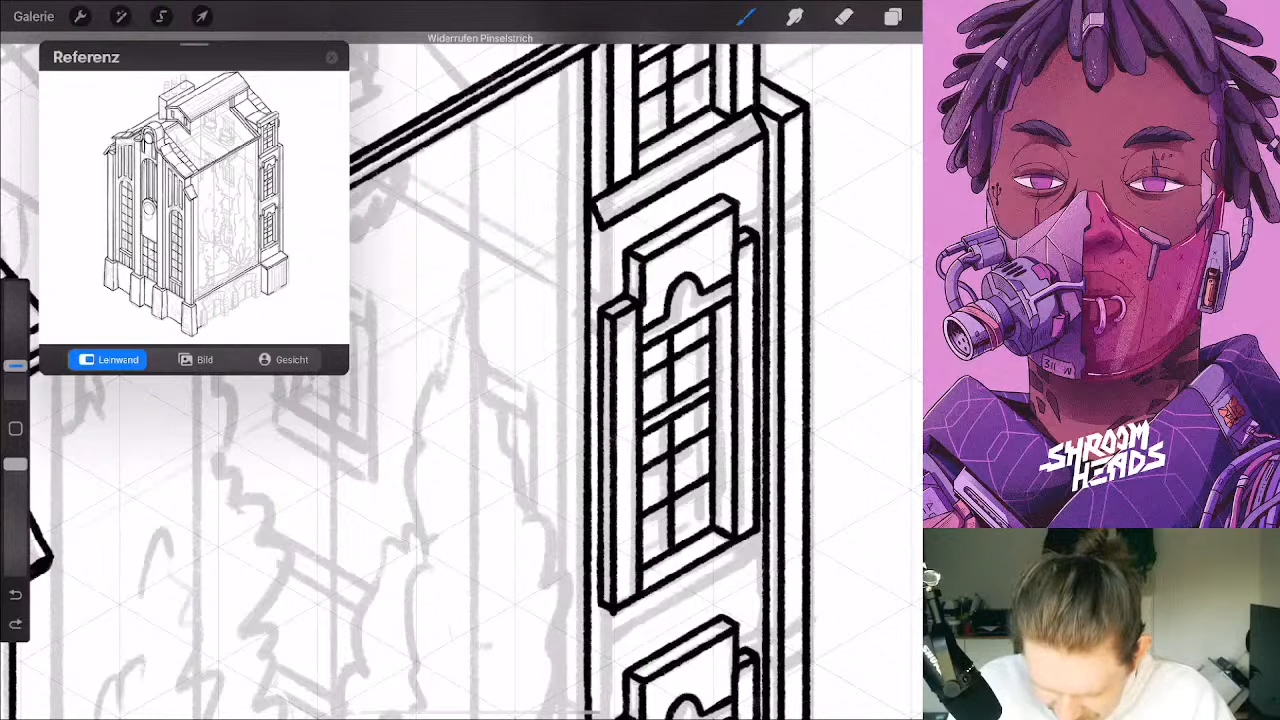 Galerie
Widerrufen Pinselstrich
Referenz
Leinwand
Bild
Gesicht
SHROOM
HEADS